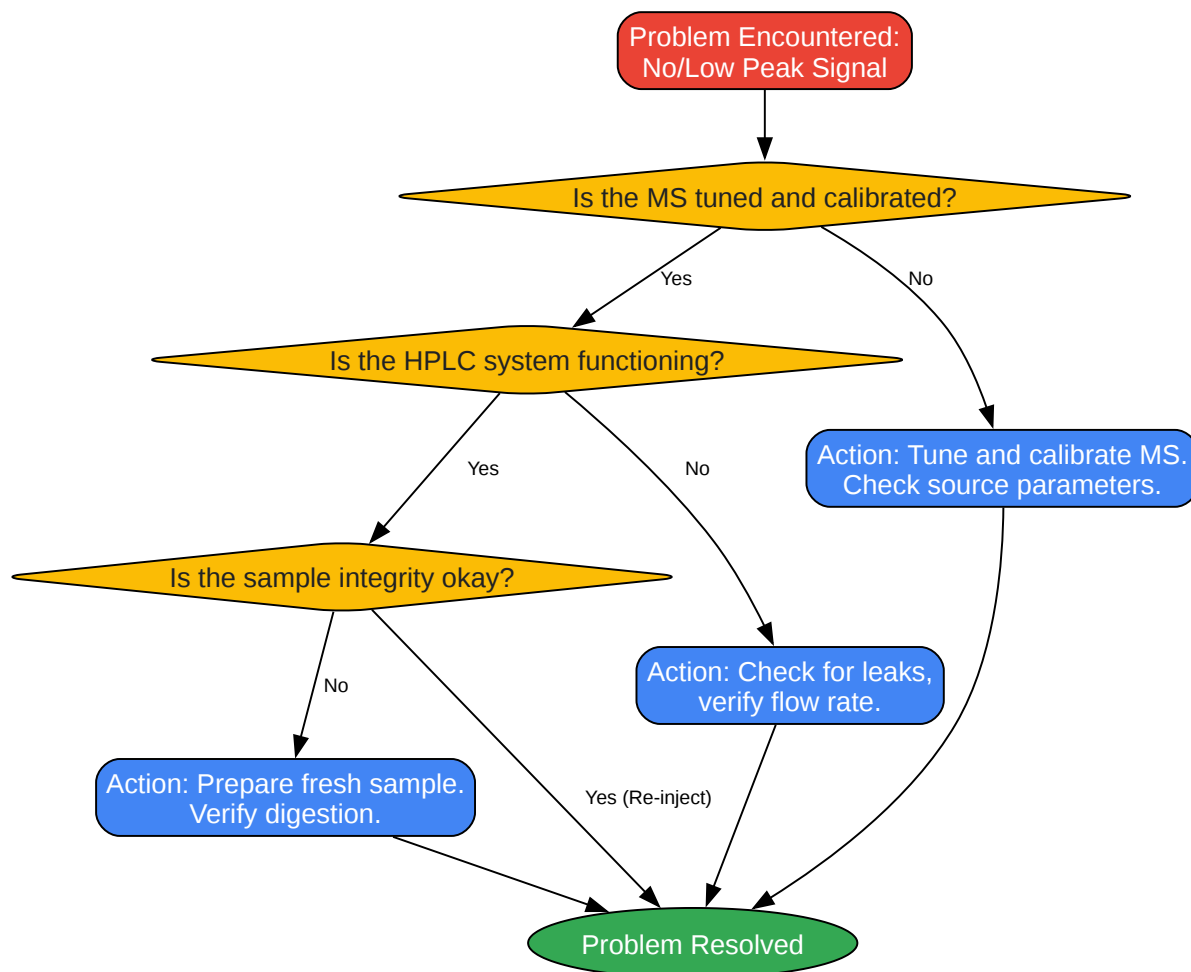 Problem Encountered:
No/Low Peak Signal
Is the MS tuned and calibrated?
Yes
No
Is the HPLC system functioning?
Yes
No
Action: Tune and calibrate MS.
Check source parameters.
Is the sample integrity okay?
No
Yes (Re-inject)
Action: Check for leaks,
verify flow rate.
Action: Prepare fresh sample.
Verify digestion.
Problem Resolved